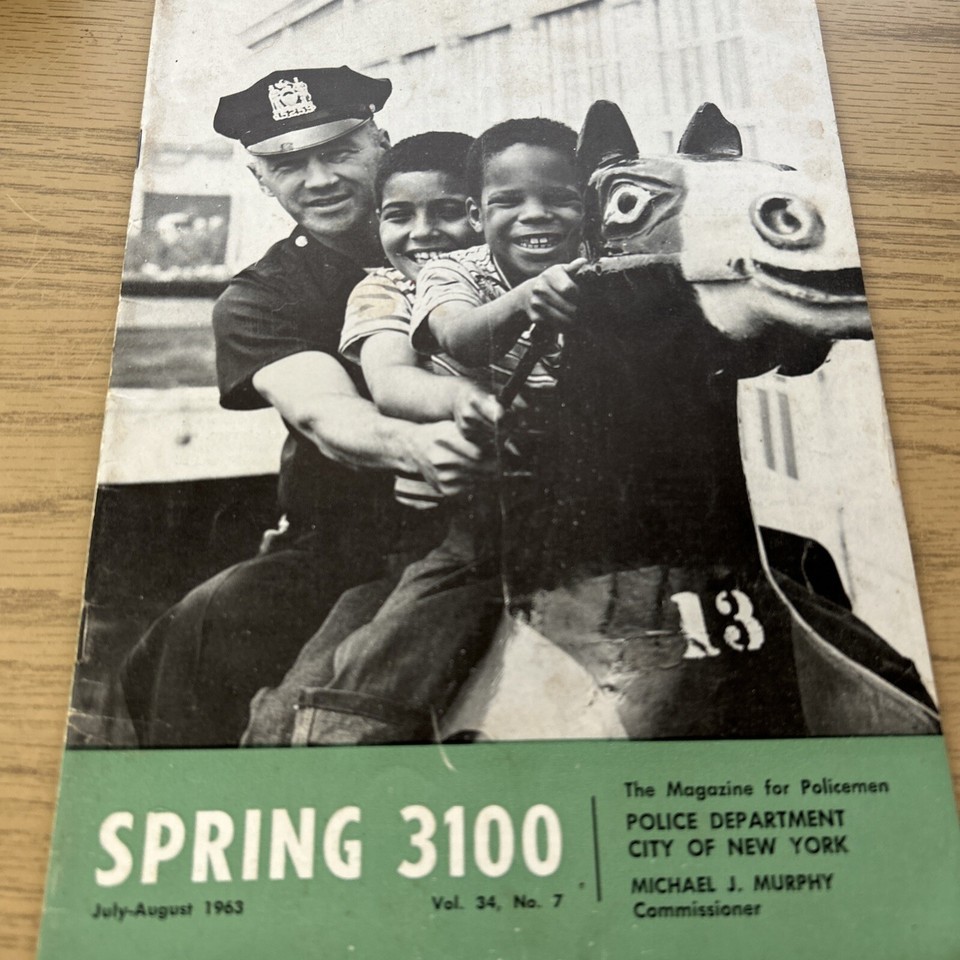 13
SPRING 3100
July-August 1963
Vol. 34, No. 7
The Magazine for Policemen
POLICE DEPARTMENT
CITY OF NEW YORK
MICHAEL J. MURPHY
Commissioner